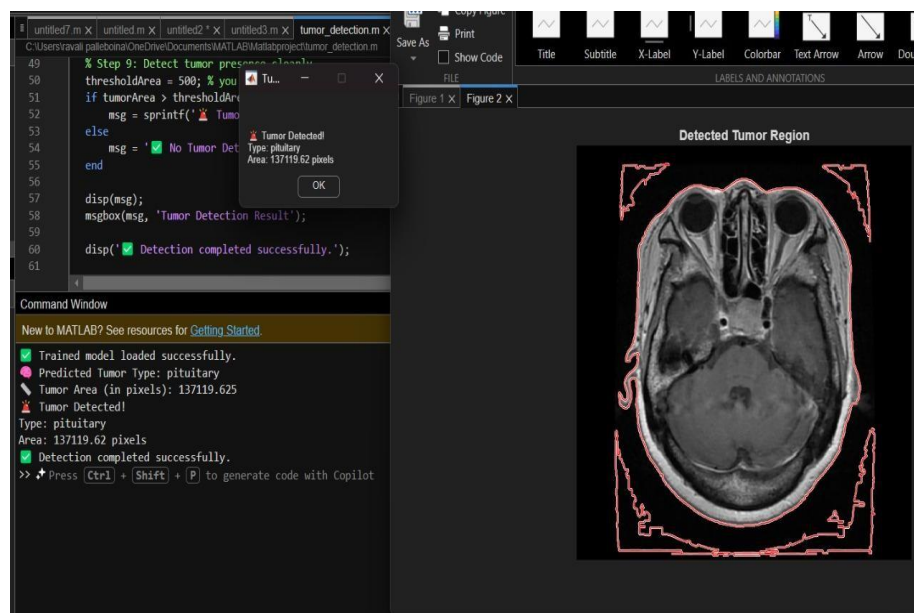 untitled7.m X untitled.m X untitled2 * X untitled3.m X tumor_detection.m X
C:\Users\ravali palleboina\OneDrive\Documents\MATLAB\Matlabproject\tumor_detection.m
49 % Step 9: Detect tumor presence cleanly
50 thresholdArea = 500; % you
51 if tumorArea > thresholdAre
52 msg = sprintf('🚨 Tumo
53 else
54 msg = '✅ No Tumor Det
55 end
56
57 disp(msg);
58 msgbox(msg, 'Tumor Detection Result');
59
60 disp('✅ Detection completed successfully.');
61
Tu... — □ X
🚨 Tumor Detected!
Type: pituitary
Area: 137119.62 pixels
OK
Command Window
New to MATLAB? See resources for Getting Started.
✅ Trained model loaded successfully.
🧠 Predicted Tumor Type: pituitary
📏 Tumor Area (in pixels): 137119.625
🚨 Tumor Detected!
Type: pituitary
Area: 137119.62 pixels
✅ Detection completed successfully.
>> Press Ctrl + Shift + P to generate code with Copilot
Save As
Copy Figure
Print
Show Code
FILE
Title Subtitle X-Label Y-Label Colorbar Text Arrow Arrow Dou
LABELS AND ANNOTATIONS
Figure 1 X Figure 2 X
Detected Tumor Region